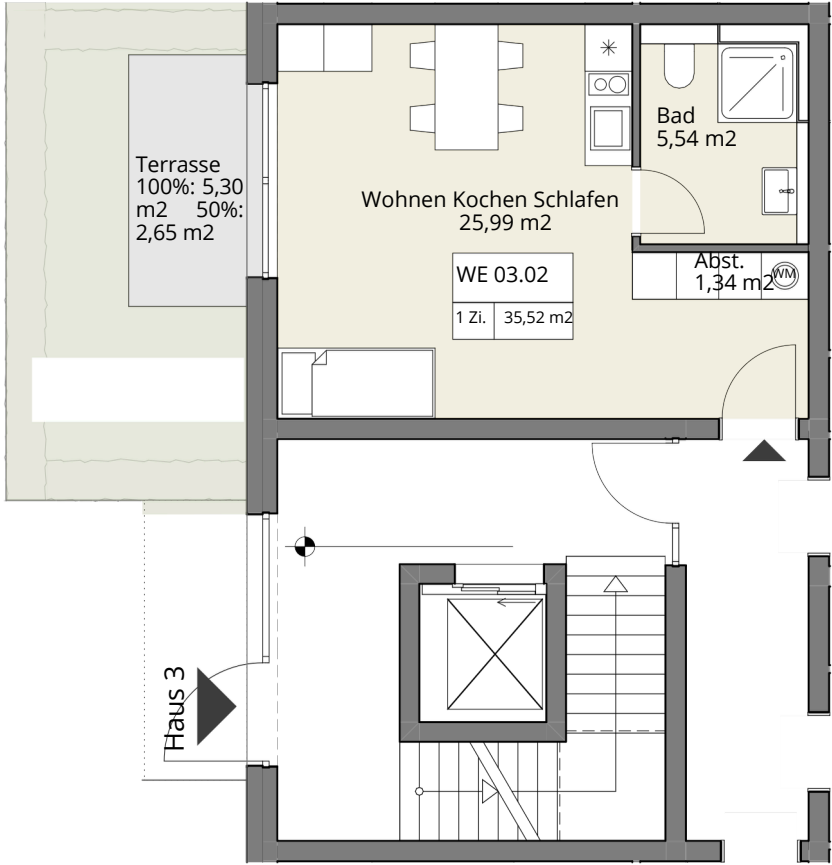 Terrasse
100%: 5,30
m2 50%:
2,65 m2
Wohnen Kochen Schlafen
25,99 m2
Bad
5,54 m2
WE 03.02
1 Zi. 35,52 m2
Abst.
1,34 m2
WM
Haus 3